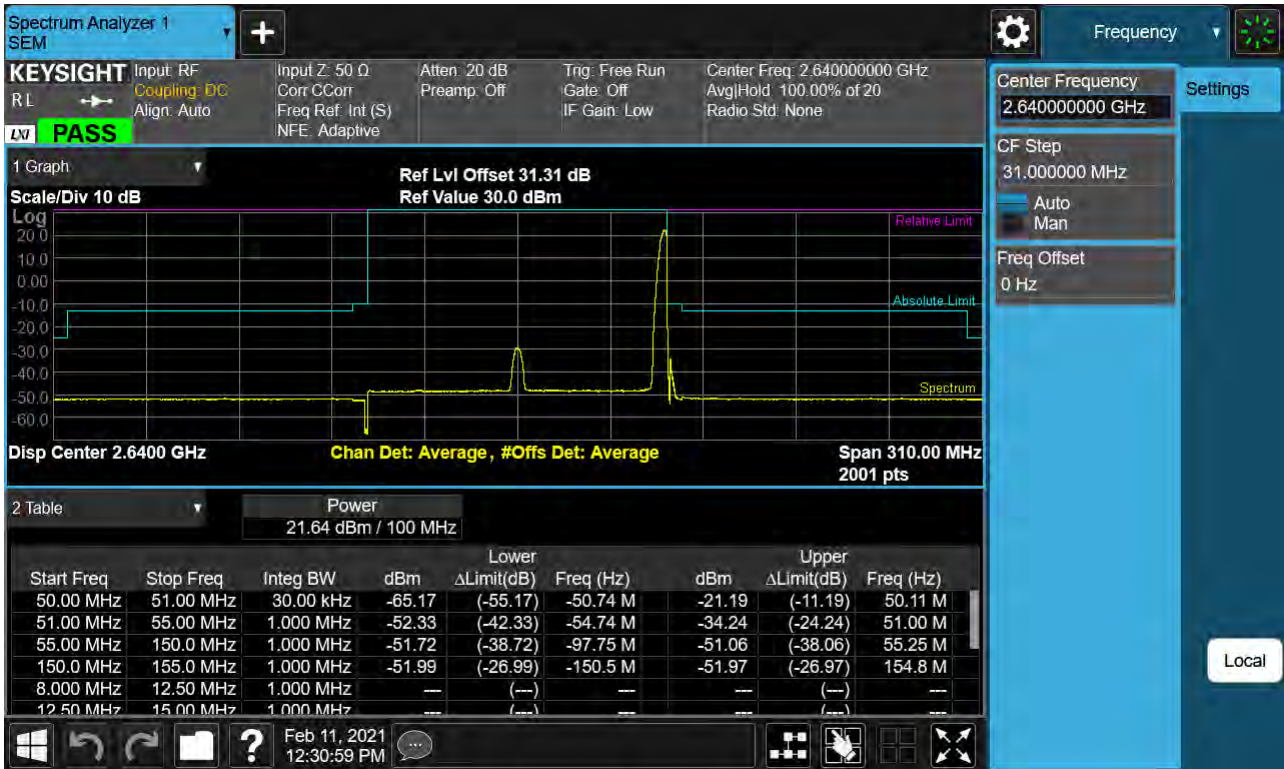 Spectrum Analyzer 1
SEM
Frequency
KEYSIGHT Input: RF Input Z: 50 Ω Atten: 20 dB Trig: Free Run Center Freq: 2.640000000 GHz
RL Coupling: DC Corr CCorr Preamp: Off Gate: Off Avg|Hold: 100.00% of 20
Align: Auto Freq Ref: Int (S) IF Gain: Low Radio Std: None
LXI PASS NFE: Adaptive
Center Frequency
2.640000000 GHz
Settings
CF Step
31.000000 MHz
Auto
Man
Freq Offset
0 Hz
1 Graph
Ref Lvl Offset 31.31 dB
Scale/Div 10 dB Ref Value 30.0 dBm
Log
Relative Limit
20.0
10.0
0.00
-10.0
Absolute Limit
-20.0
-30.0
-40.0
Spectrum
-50.0
-60.0
Disp Center 2.6400 GHz Chan Det: Average, #Offs Det: Average Span 310.00 MHz
2001 pts
2 Table Power
21.64 dBm / 100 MHz
Lower Upper
Start Freq Stop Freq Integ BW dBm ΔLimit(dB) Freq (Hz) dBm ΔLimit(dB) Freq (Hz)
50.00 MHz 51.00 MHz 30.00 kHz -65.17 (-55.17) -50.74 M -21.19 (-11.19) 50.11 M
51.00 MHz 55.00 MHz 1.000 MHz -52.33 (-42.33) -54.74 M -34.24 (-24.24) 51.00 M
55.00 MHz 150.0 MHz 1.000 MHz -51.72 (-38.72) -97.75 M -51.06 (-38.06) 55.25 M
150.0 MHz 155.0 MHz 1.000 MHz -51.99 (-26.99) -150.5 M -51.97 (-26.97) 154.8 M
8.000 MHz 12.50 MHz 1.000 MHz --- (---) --- --- (---) ---
12.50 MHz 15.00 MHz 1.000 MHz --- (---) --- --- (---) ---
Local
? Feb 11, 2021
12:30:59 PM